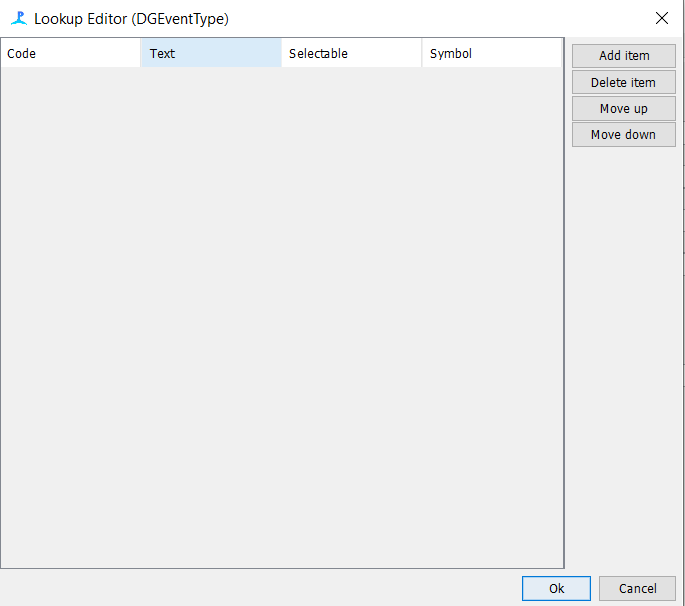 Lookup Editor (DGEventType)
Code Text Selectable Symbol
Add item
Delete item
Move up
Move down
Ok Cancel